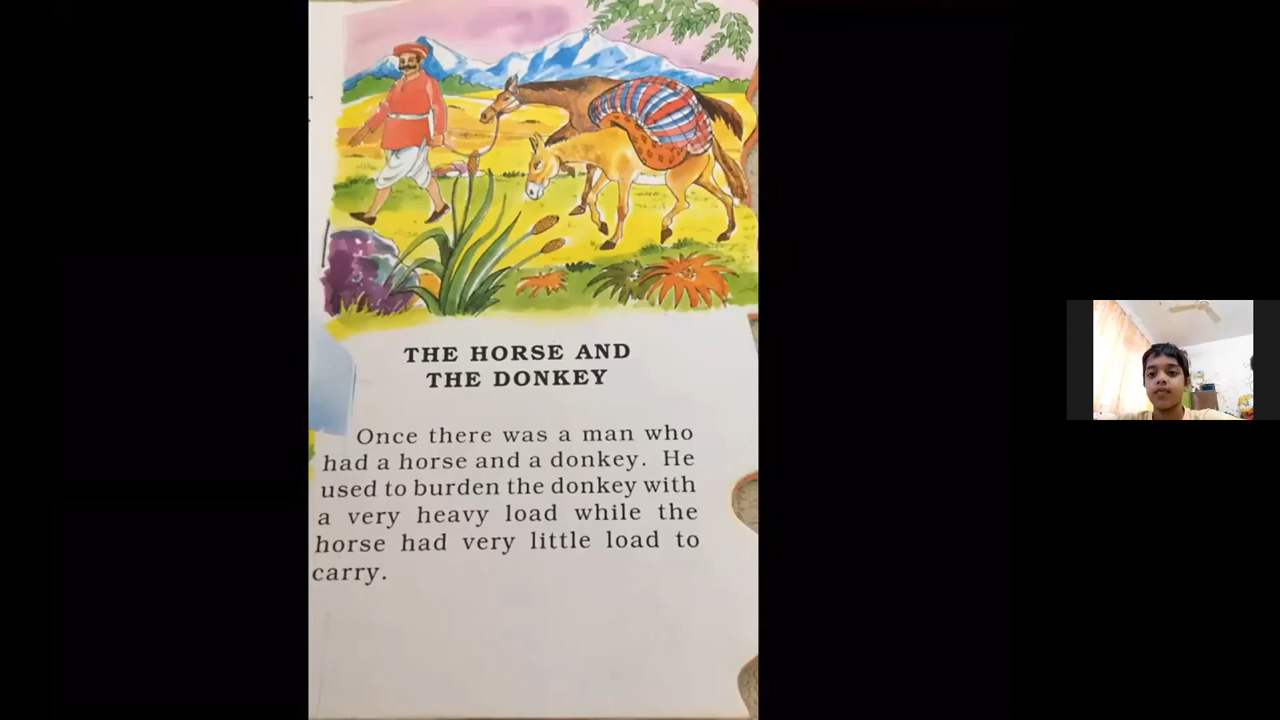 THE HORSE AND
THE DONKEY
Once there was a man who
had a horse and a donkey. He
used to burden the donkey with
a very heavy load while the
horse had very little load to
carry.